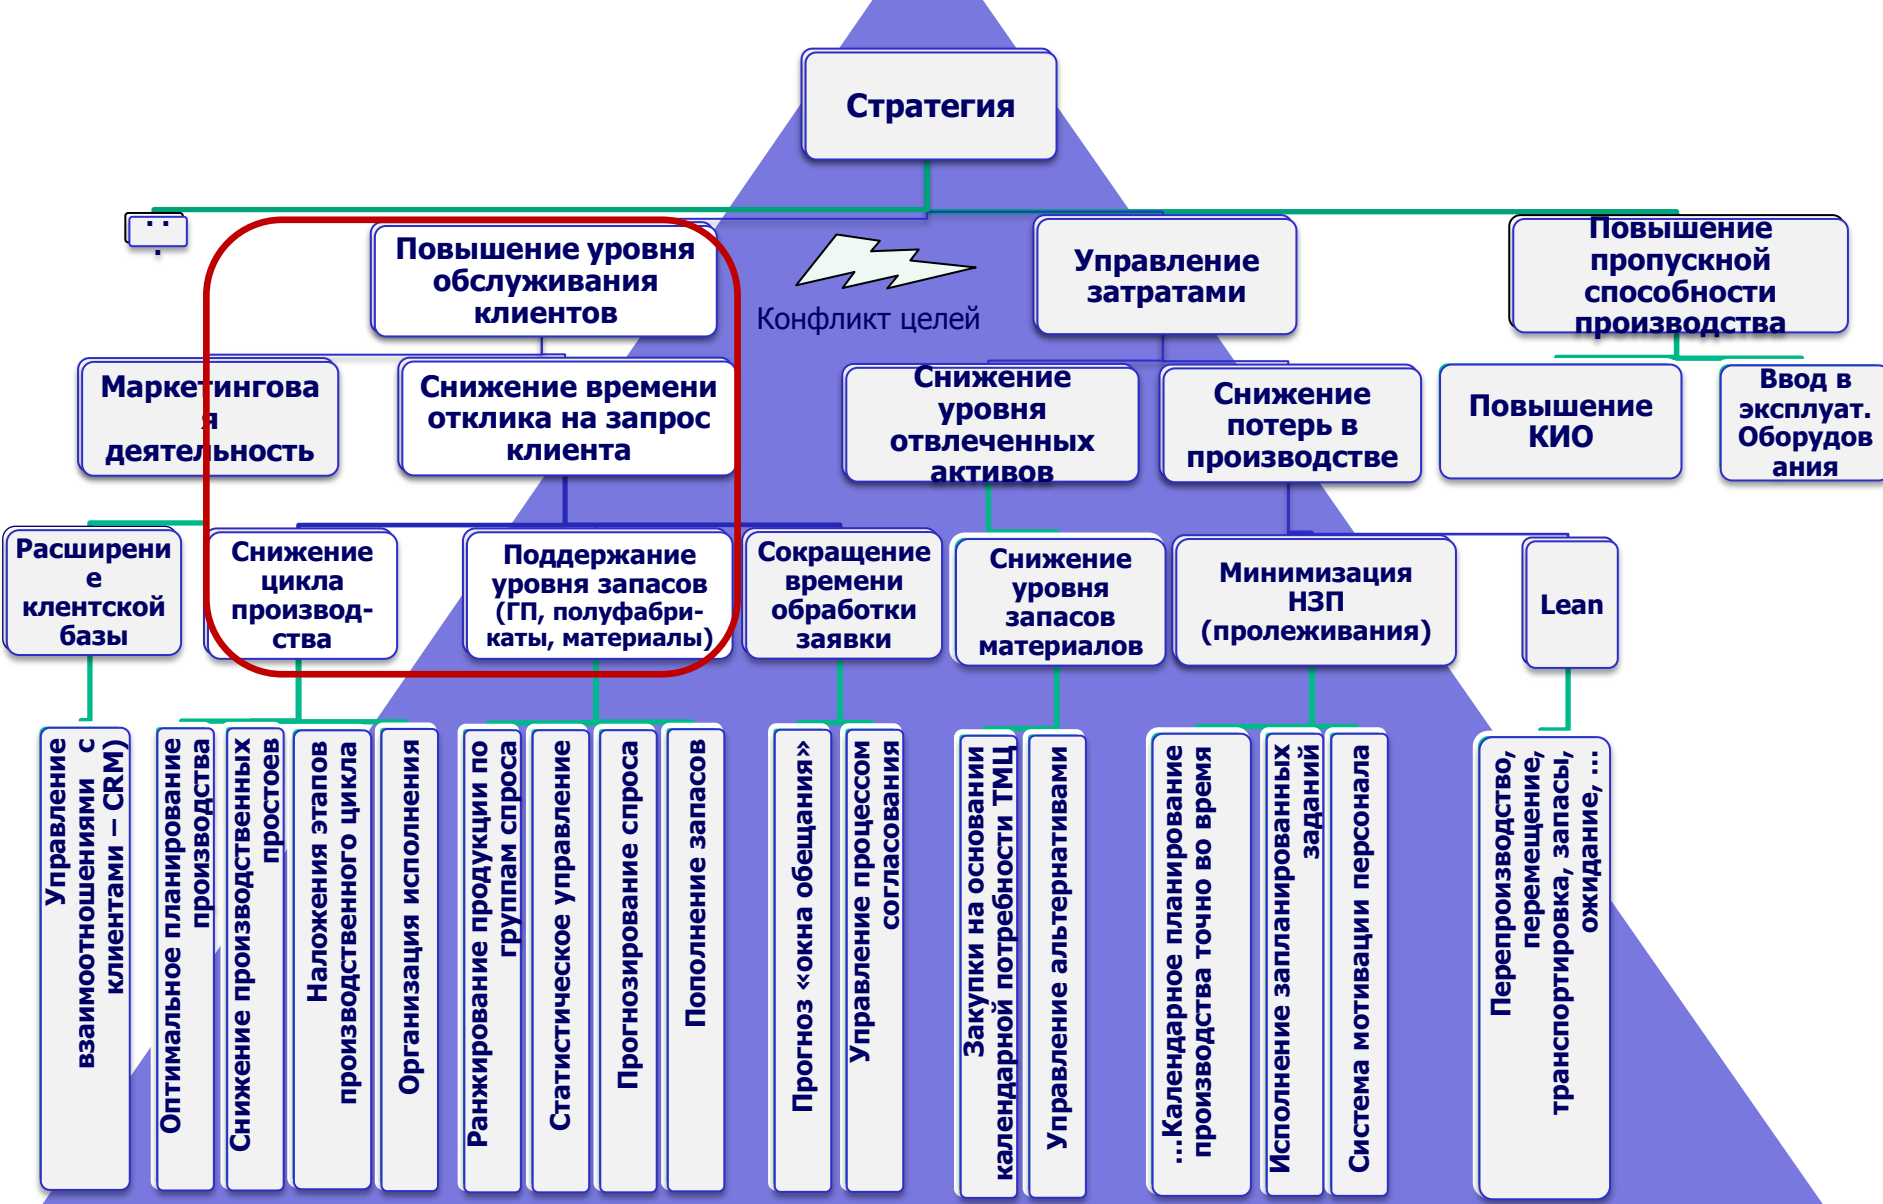 Стратегия
. .
.
Повышение уровня
обслуживания
клиентов
Конфликт целей
Управление
затратами
Повышение
пропускной
способности
производства
Маркетингова
я
деятельность
Снижение времени
отклика на запрос
клиента
Снижение
уровня
отвлеченных
активов
Снижение
потерь в
производстве
Повышение
КИО
Ввод в
эксплуат.
Оборудов
ания
Расширени
е
клентской
базы
Снижение
цикла
производ-
ства
Поддержание
уровня запасов
(ГП, полуфабри-
каты, материалы)
Сокращение
времени
обработки
заявки
Снижение
уровня
запасов
материалов
Минимизация
НЗП
(пролеживания)
Lean
Управление
взаимоотношениями с
клиентами – CRM)
Оптимальное планирование
производства
Снижение производственных
простоев
Наложения этапов
производственного цикла
Организация исполнения
Ранжирование продукции по
группам спроса
Статистическое управление
Прогнозирование спроса
Пополнение запасов
Прогноз «окна обещания»
Управление процессом
согласования
Закупки на основании
календарной потребности ТМЦ
Управление альтернативами
...Календарное планирование
производства точно во время
Исполнение запланированных
заданий
Система мотивации персонала
Перепроизводство,
перемещение,
транспортировка, запасы,
ожидание, ...